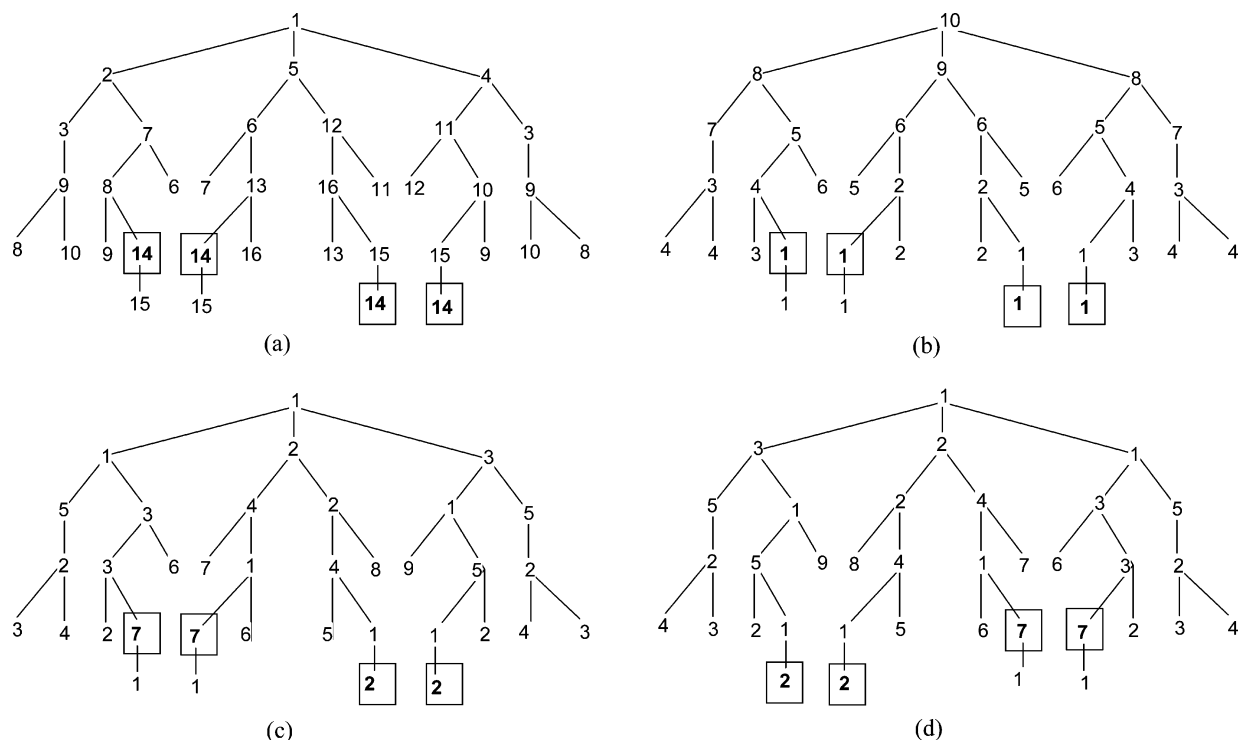 1 10
2 5 4 8 9 8
3 7 6 12 11 3 7 5 6 6 5 7
9 8 6 7 13 16 11 12 10 9 3 4 6 5 2 2 5 6 4 3
8 10 9 14 14 16 13 15 15 9 10 8 4 4 3 1 1 2 2 1 1 3 4 4
15 15 14 14 1 1 1 1
(a) (b)
1 1
1 2 3 3 2 1
5 3 4 2 1 5 5 1 2 4 3 5
2 3 6 7 1 4 8 9 5 2 2 5 9 8 4 1 7 6 3 2
3 4 2 7 7 6 5 1 1 2 4 3 4 3 2 1 1 5 6 7 7 2 3 4
1 1 2 2 2 2 1 1
(c) (d)